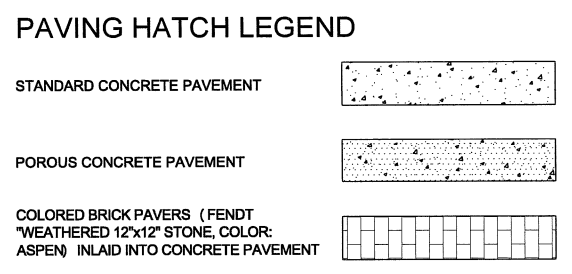 PAVING HATCH LEGEND
STANDARD CONCRETE PAVEMENT
POROUS CONCRETE PAVEMENT
COLORED BRICK PAVERS (FENDT
"WEATHERED 12"x12" STONE, COLOR:
ASPEN) INLAID INTO CONCRETE PAVEMENT